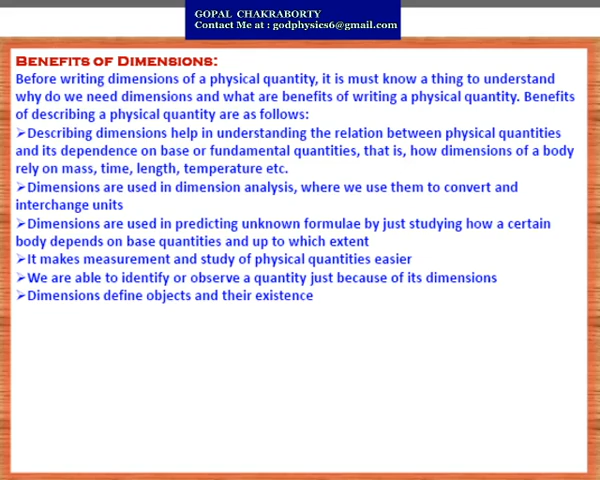 GOPAL CHAKRABORTY
Contact Me at : godphysics6@gmail.com
BENEFITS OF DIMENSIONS:
Before writing dimensions of a physical quantity, it is must know a thing to understand
why do we need dimensions and what are benefits of writing a physical quantity. Benefits
of describing a physical quantity are as follows:
➢Describing dimensions help in understanding the relation between physical quantities
and its dependence on base or fundamental quantities, that is, how dimensions of a body
rely on mass, time, length, temperature etc.
➢Dimensions are used in dimension analysis, where we use them to convert and
interchange units
➢Dimensions are used in predicting unknown formulae by just studying how a certain
body depends on base quantities and up to which extent
➢It makes measurement and study of physical quantities easier
➢We are able to identify or observe a quantity just because of its dimensions
➢Dimensions define objects and their existence